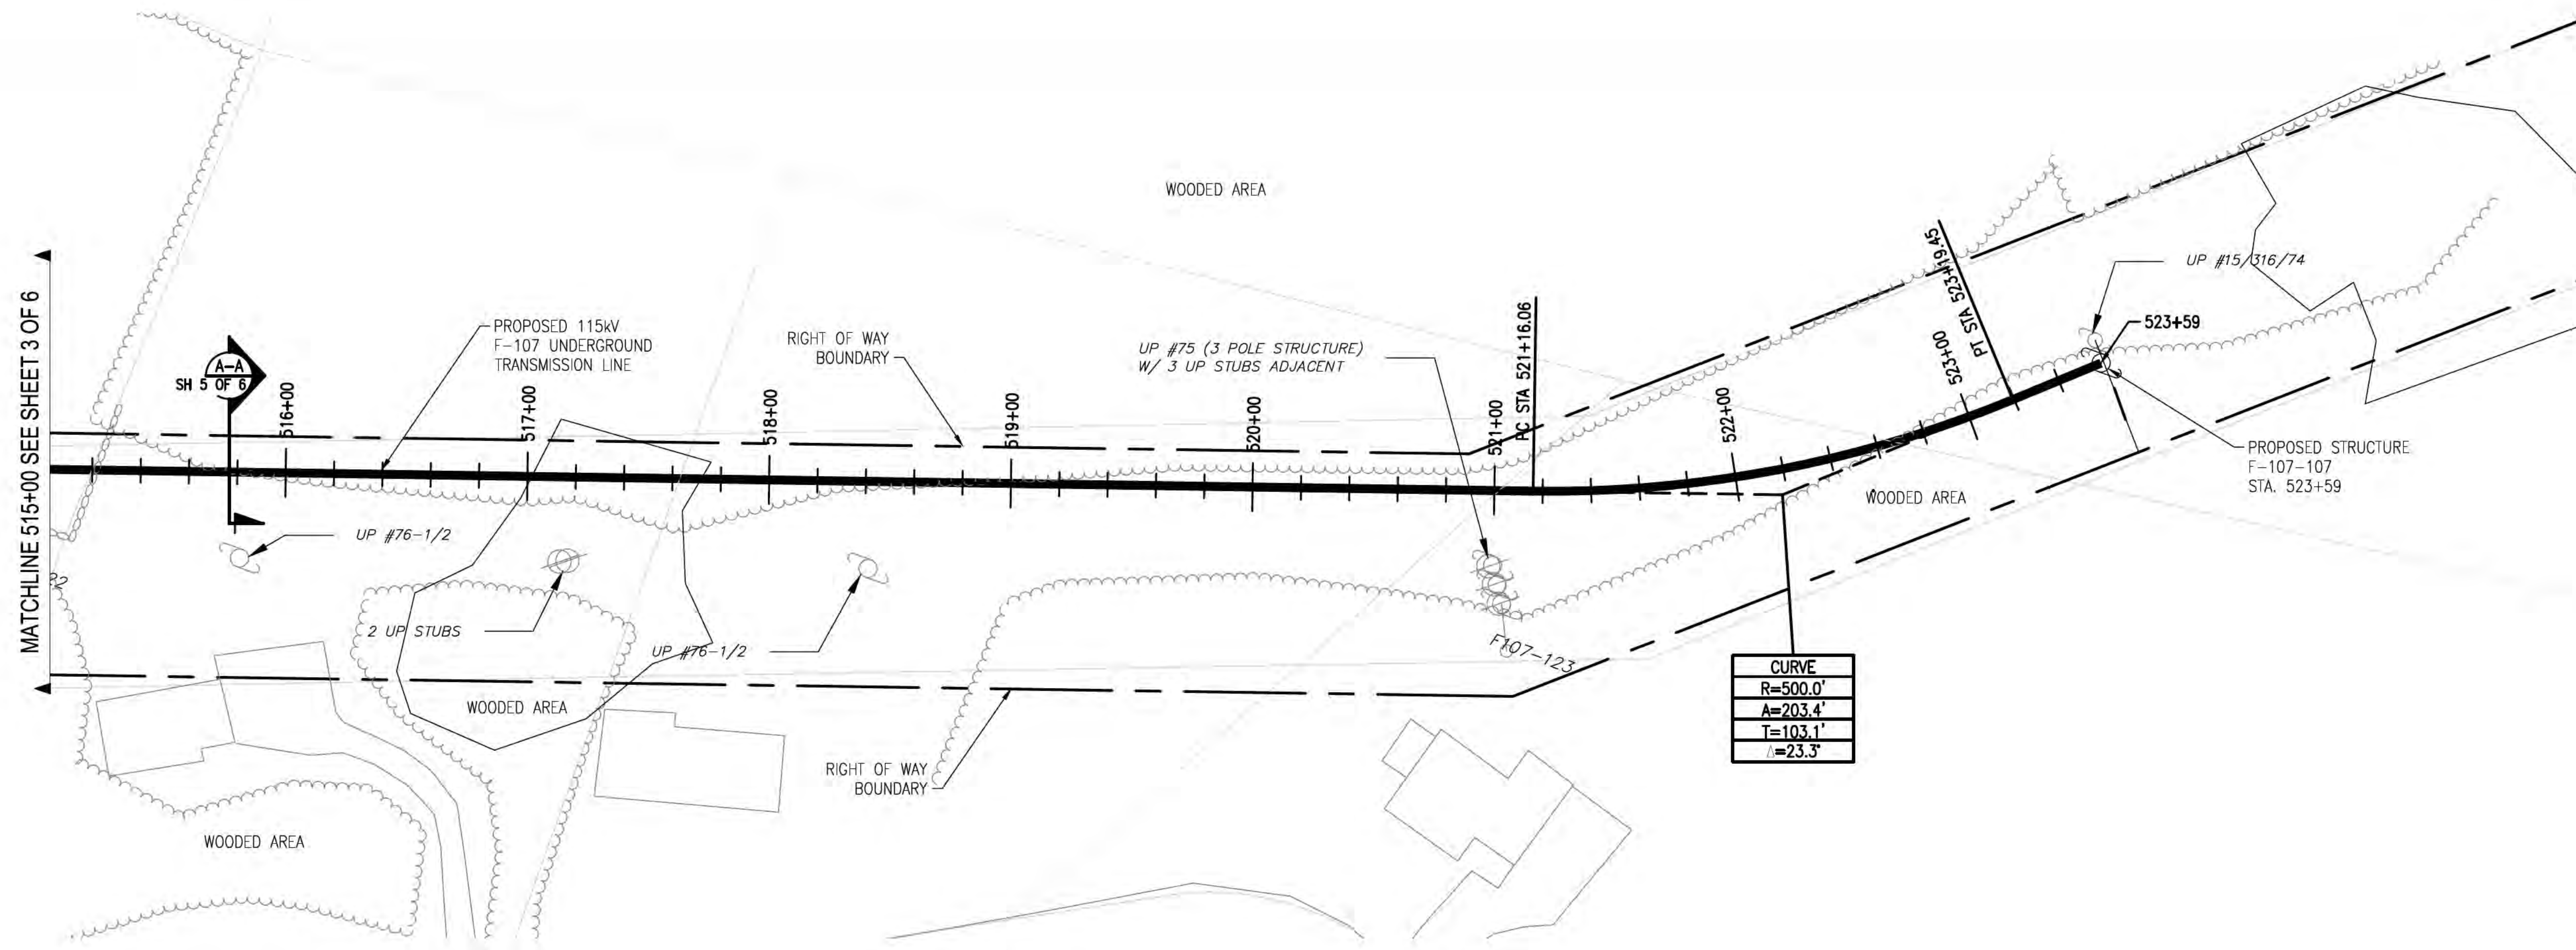 WOODED AREA
MATCHLINE 515+00 SEE SHEET 3 OF 6
A-A
SH 5 OF 6
516+00
PROPOSED 115kV
F-107 UNDERGROUND
TRANSMISSION LINE
517+00
518+00
RIGHT OF WAY
BOUNDARY
519+00
520+00
UP #75 (3 POLE STRUCTURE)
W/ 3 UP STUBS ADJACENT
521+00
PC STA 521+16.06
522+00
523+00
PT STA 523+19.45
UP #15/316/74
523+59
PROPOSED STRUCTURE
F-107-107
STA. 523+59
WOODED AREA
UP #76-1/2
2 UP STUBS
UP #76-1/2
F107-123
WOODED AREA
RIGHT OF WAY
BOUNDARY
WOODED AREA
CURVE
R=500.0'
A=203.4'
T=103.1'
Δ=23.3°